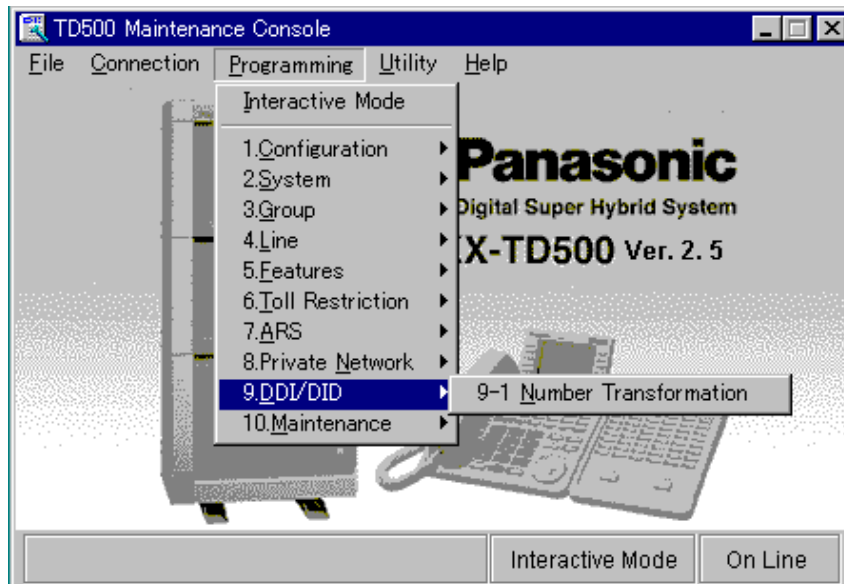 TD500 Maintenance Console
File Connection Programming Utility Help
Interactive Mode
1.Configuration
2.System
3.Group
4.Line
5.Features
6.Toll Restriction
7.ARS
8.Private Network
9.DDI/DID
9-1 Number Transformation
10.Maintenance
Panasonic
Digital Super Hybrid System
KX-TD500 Ver. 2.5
Interactive Mode On Line